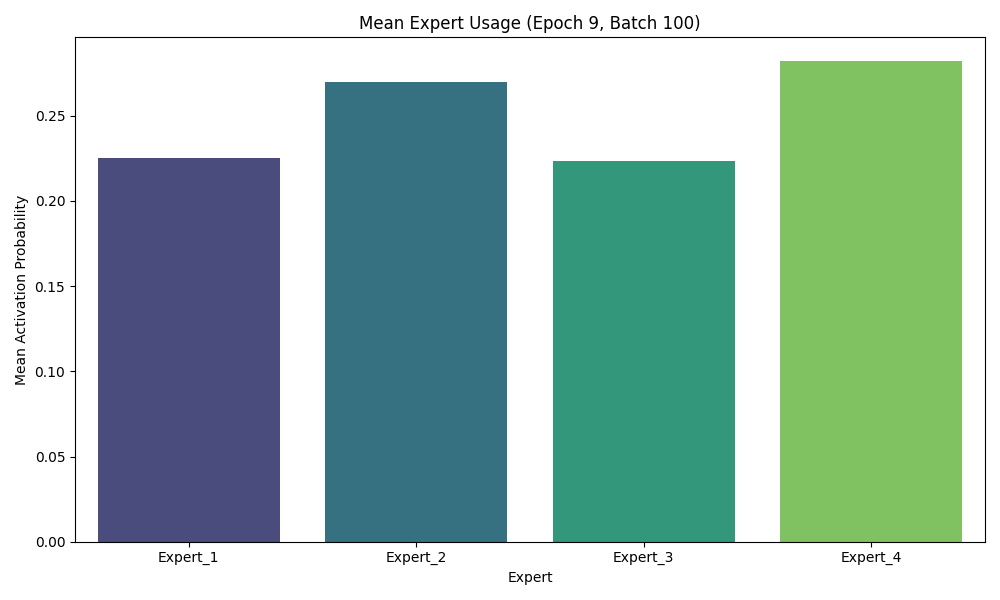 Mean Expert Usage (Epoch 9, Batch 100)
Mean Activation Probability
0.25
0.20
0.15
0.10
0.05
0.00
Expert_1 Expert_2 Expert_3 Expert_4
Expert